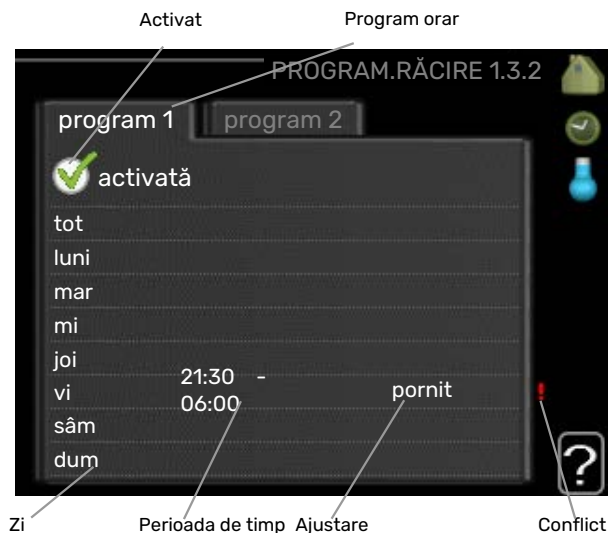 Activat Program orar
PROGRAM.RĂCIRE 1.3.2
program 1 program 2
activată
tot
luni
mar
mi
joi
vi 21:30 - 06:00 pornit !
sâm
dum
?
Zi Perioada de timp Ajustare Conflict